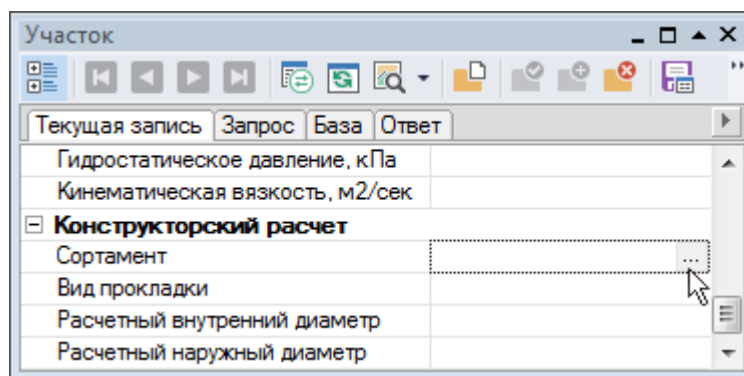 Участок
Текущая запись Запрос База Ответ
Гидростатическое давление, кПа
Кинематическая вязкость, м2/сек
Конструкторский расчет
Сортамент ...
Вид прокладки
Расчетный внутренний диаметр
Расчетный наружный диаметр